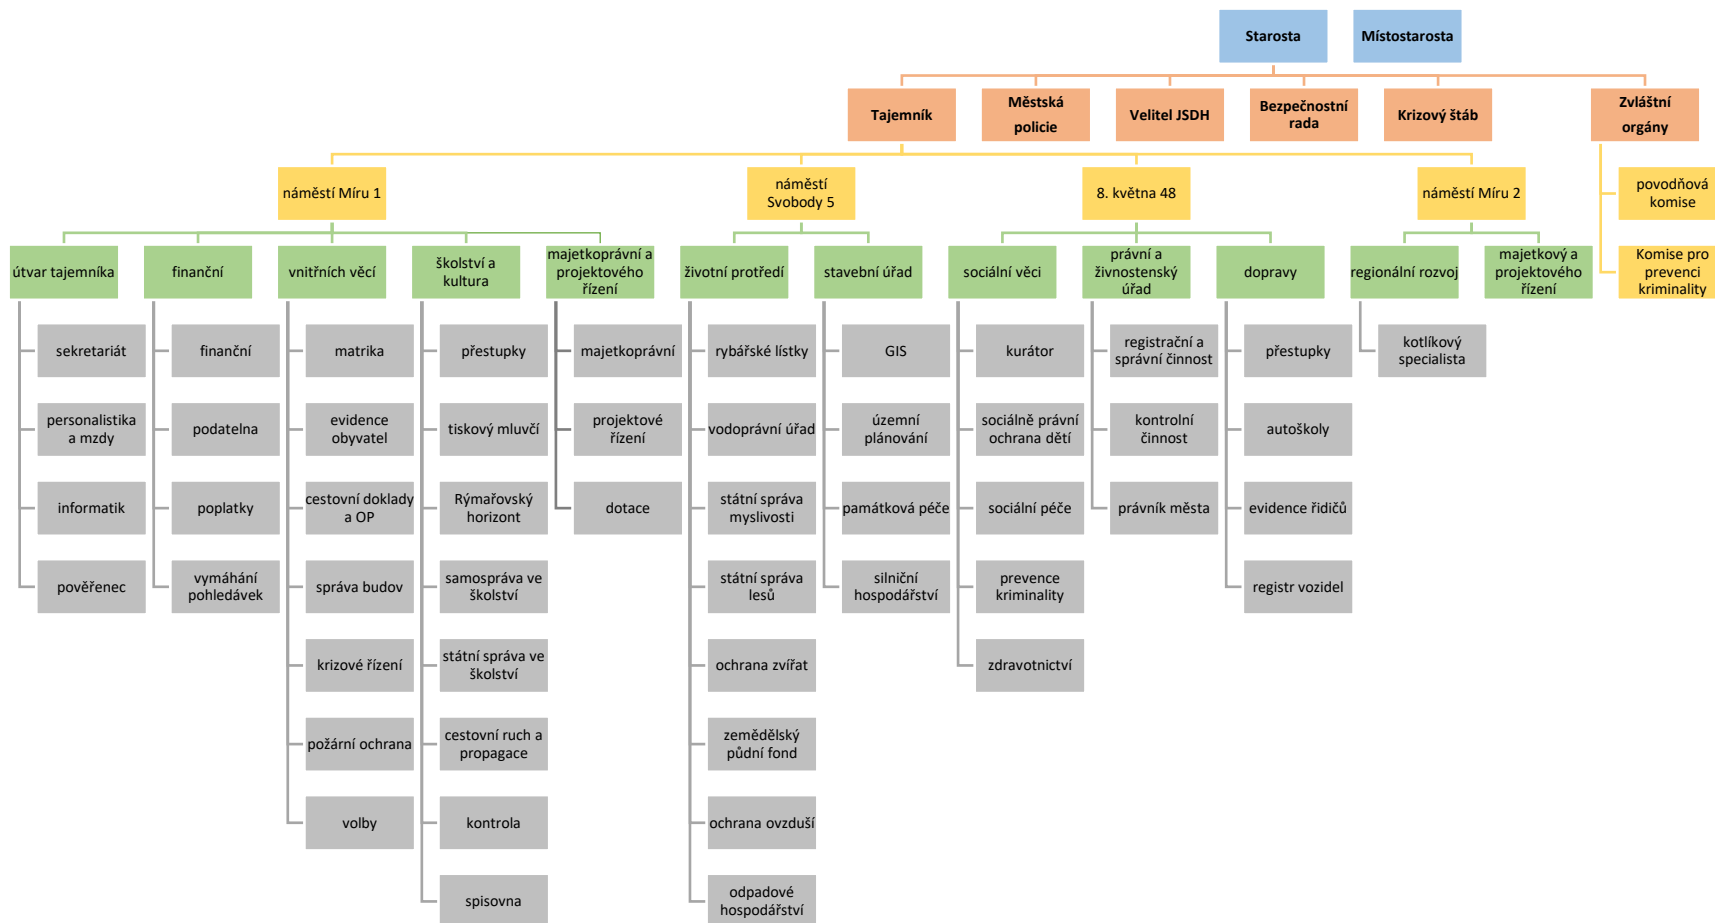 Starosta
Místostarosta
Tajemník
Městská
policie
Velitel JSDH
Bezpečnostní
rada
Krizový štáb
Zvláštní
orgány
náměstí Míru 1
náměstí
Svobody 5
8. května 48
náměstí Míru 2
povodňová
komise
Komise pro
prevenci
kriminality
útvar tajemníka
finanční
vnitřních věcí
školství a
kultura
majetkoprávní a
projektového
řízení
životní protředí
stavební úřad
sociální věci
právní a
živnostenský
úřad
dopravy
regionální rozvoj
majetkový a
projektového
řízení
sekretariát
personalistika
a mzdy
informatik
pověřenec
finanční
podatelna
poplatky
vymáhání
pohledávek
matrika
evidence
obyvatel
cestovní doklady
a OP
správa budov
krizové řízení
požární ochrana
volby
přestupky
tiskový mluvčí
Rýmařovský
horizont
samospráva ve
školství
státní správa ve
školství
cestovní ruch a
propagace
kontrola
spisovna
majetkoprávní
projektové
řízení
dotace
rybářské lístky
vodoprávní úřad
státní správa
myslivosti
státní správa
lesů
ochrana zvířat
zemědělský
půdní fond
ochrana ovzduší
odpadové
hospodářství
GIS
územní
plánování
památková péče
silniční
hospodářství
kurátor
sociálně právní
ochrana dětí
sociální péče
prevence
kriminality
zdravotnictví
registrační a
správní činnost
kontrolní
činnost
právník města
přestupky
autoškoly
evidence řidičů
registr vozidel
kotlíkový
specialista